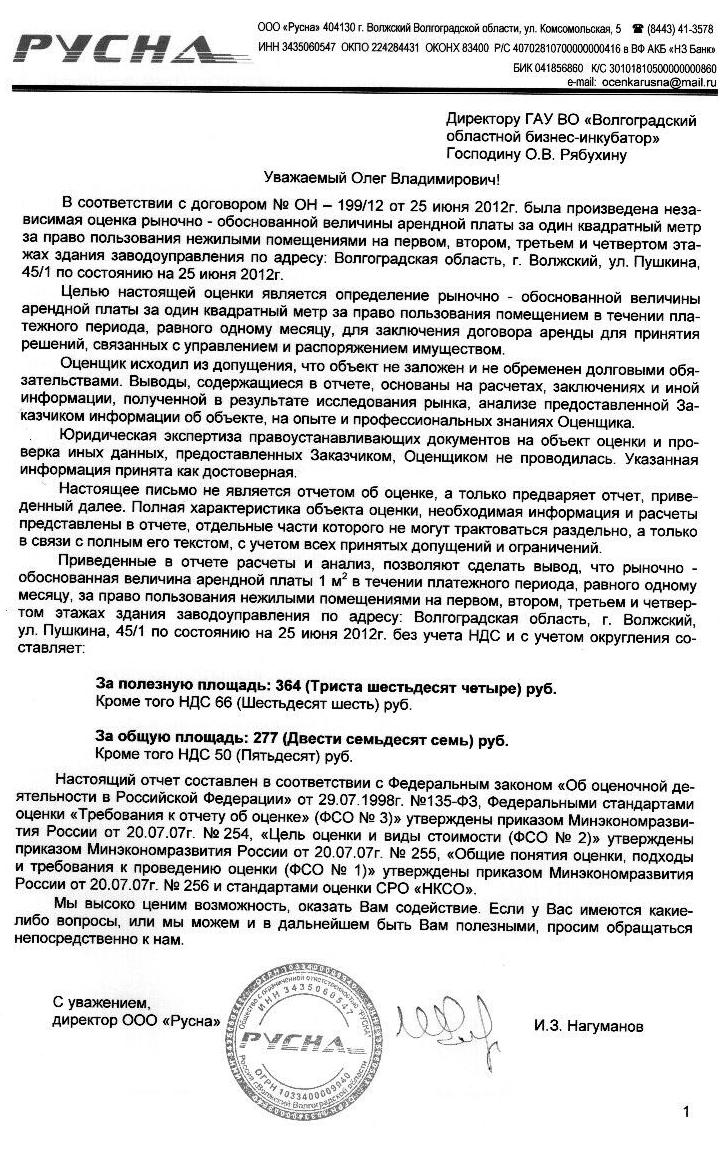 РУСНА
ООО «Русна» 404130 г. Волжский Волгоградской области, ул. Комсомольская, 5 ☎ (8443) 41-3578
ИНН 3435060547 ОКПО 224284431 ОКОНХ 83400 Р/С 40702810700000000416 в ВФ АКБ «НЗ Банк»
БИК 041856860 К/С 30101810500000000860
e-mail: ocenkarusna@mail.ru
Директору ГАУ ВО «Волгоградский
областной бизнес-инкубатор»
Господину О.В. Рябухину
Уважаемый Олег Владимирович!
В соответствии с договором № ОН – 199/12 от 25 июня 2012г. была произведена неза-
висимая оценка рыночно - обоснованной величины арендной платы за один квадратный метр
за право пользования нежилыми помещениями на первом, втором, третьем и четвертом эта-
жах здания заводоуправления по адресу: Волгоградская область, г. Волжский, ул. Пушкина,
45/1 по состоянию на 25 июня 2012г.
Целью настоящей оценки является определение рыночно - обоснованной величины
арендной платы за один квадратный метр за право пользования помещением в течении пла-
тежного периода, равного одному месяцу, для заключения договора аренды для принятия
решений, связанных с управлением и распоряжением имуществом.
Оценщик исходил из допущения, что объект не заложен и не обременен долговыми обя-
зательствами. Выводы, содержащиеся в отчете, основаны на расчетах, заключениях и иной
информации, полученной в результате исследования рынка, анализе предоставленной За-
казчиком информации об объекте, на опыте и профессиональных знаниях Оценщика.
Юридическая экспертиза правоустанавливающих документов на объект оценки и про-
верка иных данных, предоставленных Заказчиком, Оценщиком не проводилась. Указанная
информация принята как достоверная.
Настоящее письмо не является отчетом об оценке, а только предваряет отчет, приве-
денный далее. Полная характеристика объекта оценки, необходимая информация и расчеты
представлены в отчете, отдельные части которого не могут трактоваться раздельно, а только
в связи с полным его текстом, с учетом всех принятых допущений и ограничений.
Приведенные в отчете расчеты и анализ, позволяют сделать вывод, что рыночно -
обоснованная величина арендной платы 1 м² в течении платежного периода, равного одному
месяцу, за право пользования нежилыми помещениями на первом, втором, третьем и четвер-
том этажах здания заводоуправления по адресу: Волгоградская область, г. Волжский,
ул. Пушкина, 45/1 по состоянию на 25 июня 2012г. без учета НДС и с учетом округления со-
ставляет:
За полезную площадь: 364 (Триста шестьдесят четыре) руб.
Кроме того НДС 66 (Шестьдесят шесть) руб.
За общую площадь: 277 (Двести семьдесят семь) руб.
Кроме того НДС 50 (Пятьдесят) руб.
Настоящий отчет составлен в соответствии с Федеральным законом «Об оценочной де-
ятельности в Российской Федерации» от 29.07.1998г. №135-ФЗ, Федеральными стандартами
оценки «Требования к отчету об оценке» (ФСО № 3)» утверждены приказом Минэкономразви-
тия России от 20.07.07г. № 254, «Цель оценки и виды стоимости (ФСО № 2)» утверждены
приказом Минэкономразвития России от 20.07.07г. № 255, «Общие понятия оценки, подходы
и требования к проведению оценки (ФСО № 1)» утверждены приказом Минэкономразвития
России от 20.07.07г. № 256 и стандартами оценки СРО «НКСО».
Мы высоко ценим возможность, оказать Вам содействие. Если у Вас имеются какие-
либо вопросы, или мы можем и в дальнейшем быть Вам полезными, просим обращаться
непосредственно к нам.
С уважением,
директор ООО «Русна»
И.З. Нагуманов
Общество с ограниченной ответственностью "РУСНА"
ИНН 3435060547
РУСНА
ОГРН 1033400009040
Россия г.Волжский Волгоградской области
1